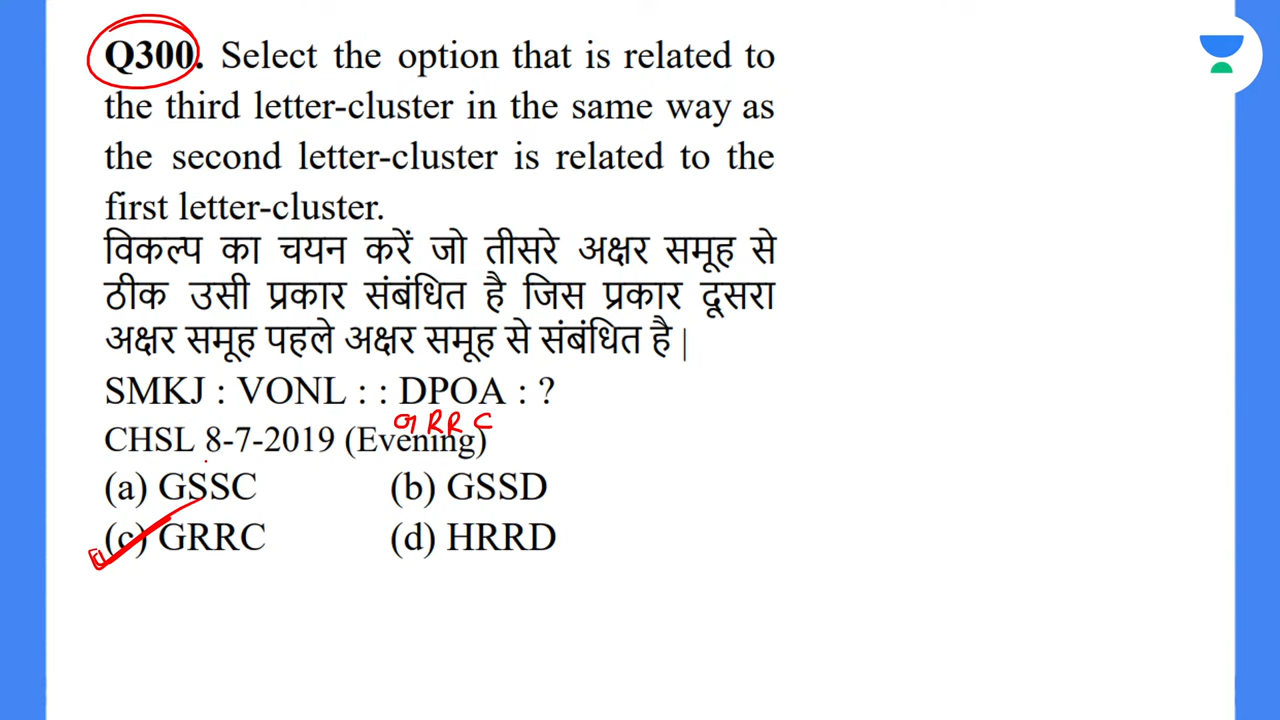 Q300. Select the option that is related to
the third letter-cluster in the same way as
the second letter-cluster is related to the
first letter-cluster.
विकल्प का चयन करें जो तीसरे अक्षर समूह से
ठीक उसी प्रकार संबंधित है जिस प्रकार दूसरा
अक्षर समूह पहले अक्षर समूह से संबंधित है|
SMKJ : VONL : : DPOA : ?
GRRC
CHSL 8-7-2019 (Evening)
(a) GSSC (b) GSSD
(c) GRRC (d) HRRD